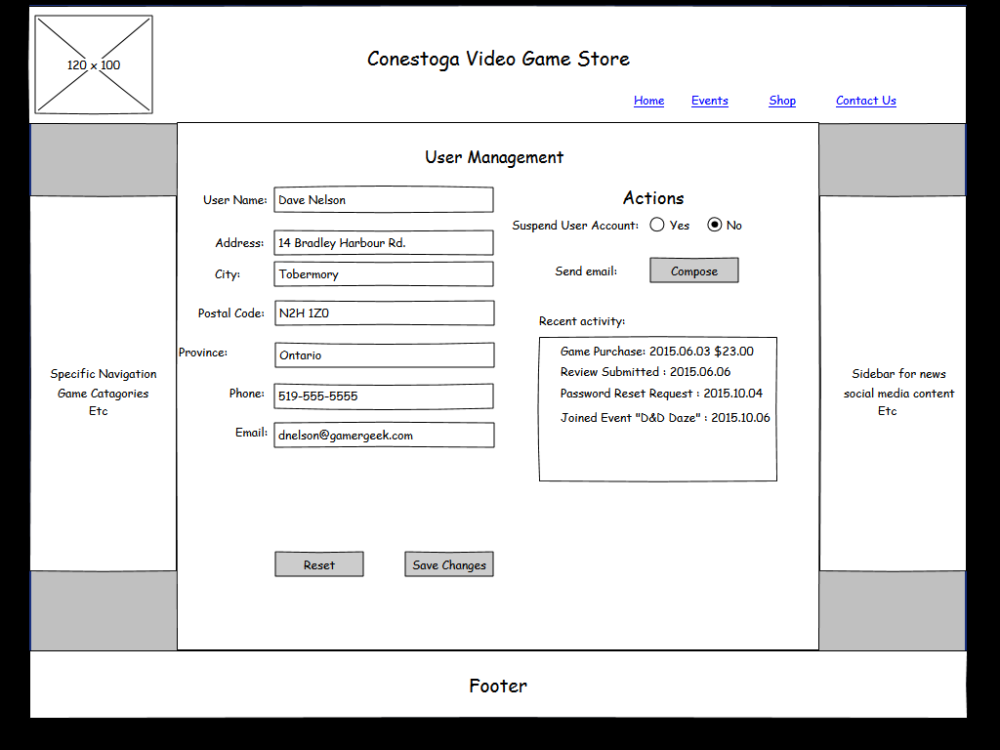 120 x 100
Conestoga Video Game Store
Home Events Shop Contact Us
User Management
User Name: Dave Nelson
Address: 14 Bradley Harbour Rd.
City: Tobermory
Postal Code: N2H 1Z0
Province: Ontario
Phone: 519-555-5555
Email: dnelson@gamergeek.com
Reset Save Changes
Actions
Suspend User Account: Yes No
Send email: Compose
Recent activity:
Game Purchase: 2015.06.03 $23.00
Review Submitted : 2015.06.06
Password Reset Request : 2015.10.04
Joined Event "D&D Daze" : 2015.10.06
Specific Navigation
Game Catagories
Etc
Sidebar for news
social media content
Etc
Footer